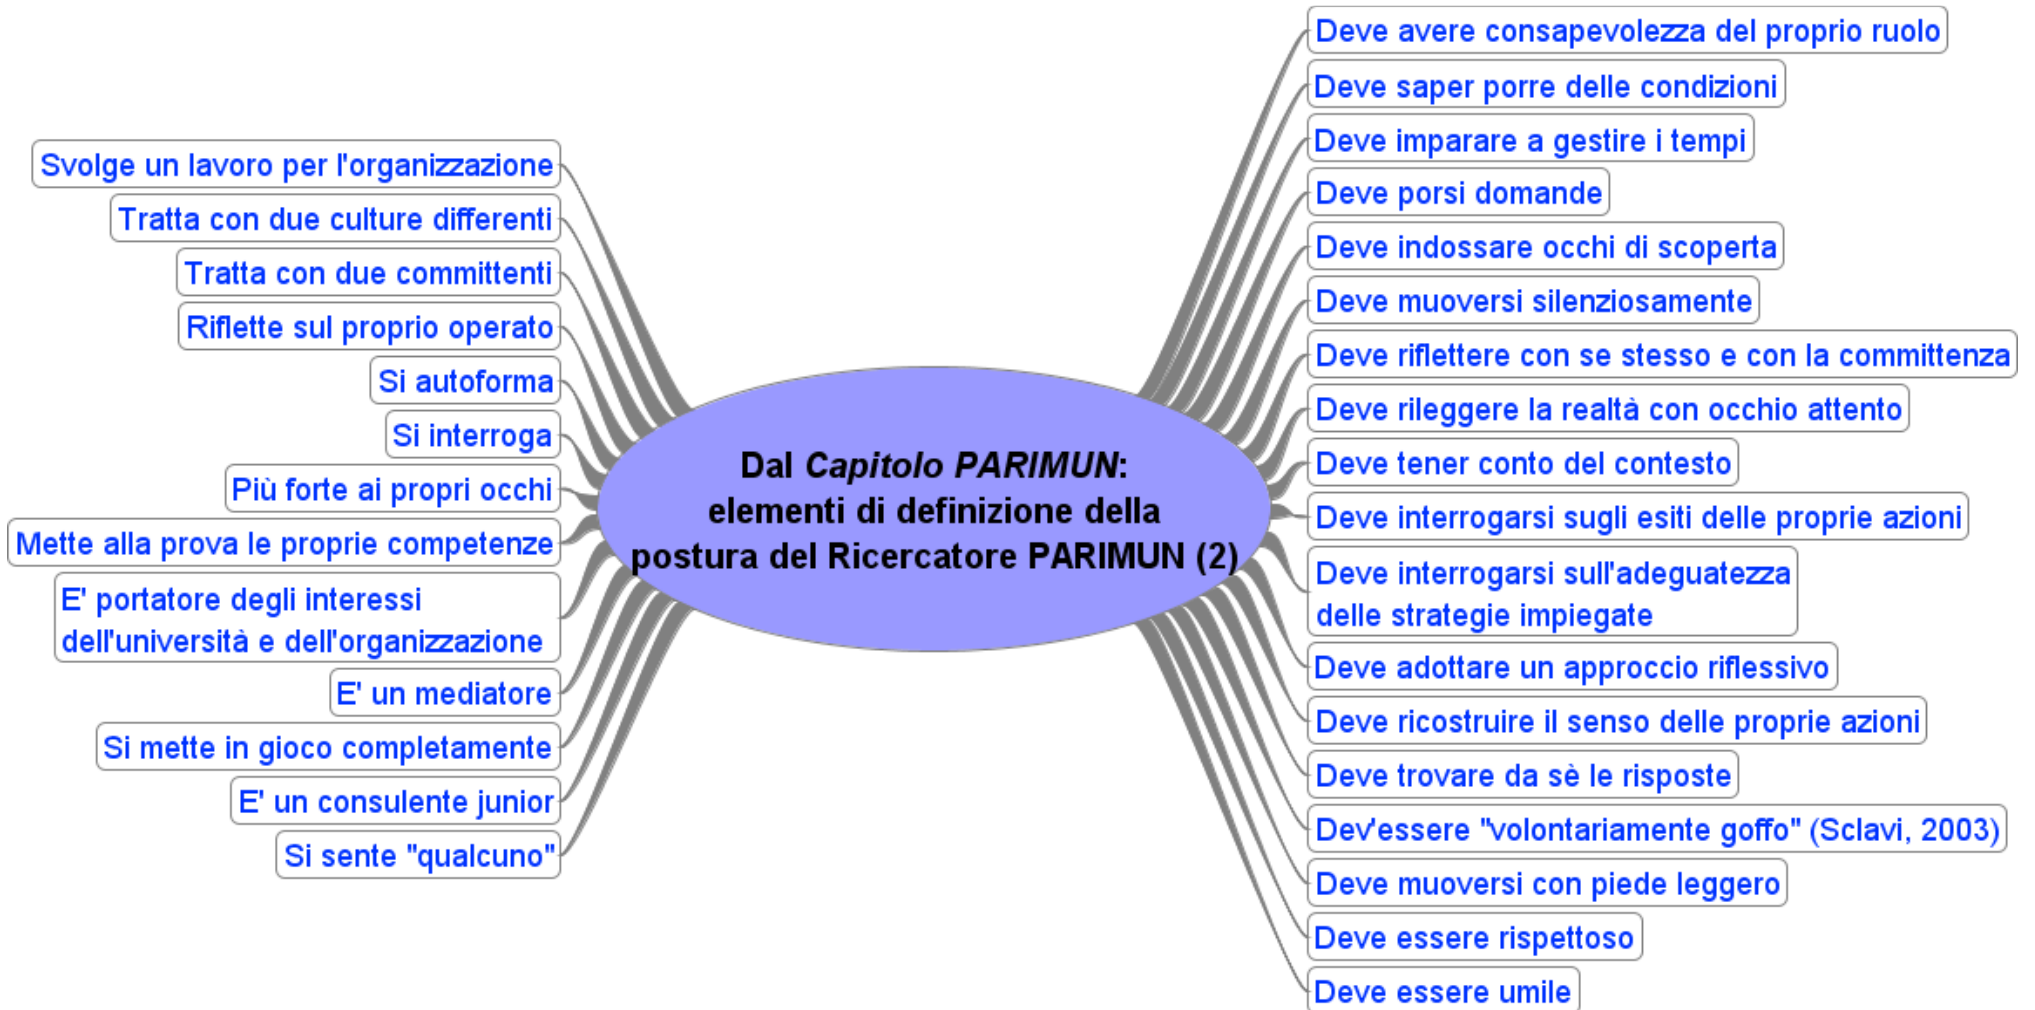 Svolge un lavoro per l'organizzazione
Tratta con due culture differenti
Tratta con due committenti
Riflette sul proprio operato
Si autoforma
Si interroga
Più forte ai propri occhi
Mette alla prova le proprie competenze
E' portatore degli interessi
dell'università e dell'organizzazione
E' un mediatore
Si mette in gioco completamente
E' un consulente junior
Si sente "qualcuno"
Dal Capitolo PARIMUN:
elementi di definizione della
postura del Ricercatore PARIMUN (2)
Deve avere consapevolezza del proprio ruolo
Deve saper porre delle condizioni
Deve imparare a gestire i tempi
Deve porsi domande
Deve indossare occhi di scoperta
Deve muoversi silenziosamente
Deve riflettere con se stesso e con la committenza
Deve rileggere la realtà con occhio attento
Deve tener conto del contesto
Deve interrogarsi sugli esiti delle proprie azioni
Deve interrogarsi sull'adeguatezza
delle strategie impiegate
Deve adottare un approccio riflessivo
Deve ricostruire il senso delle proprie azioni
Deve trovare da sè le risposte
Dev'essere "volontariamente goffo" (Sclavi, 2003)
Deve muoversi con piede leggero
Deve essere rispettoso
Deve essere umile